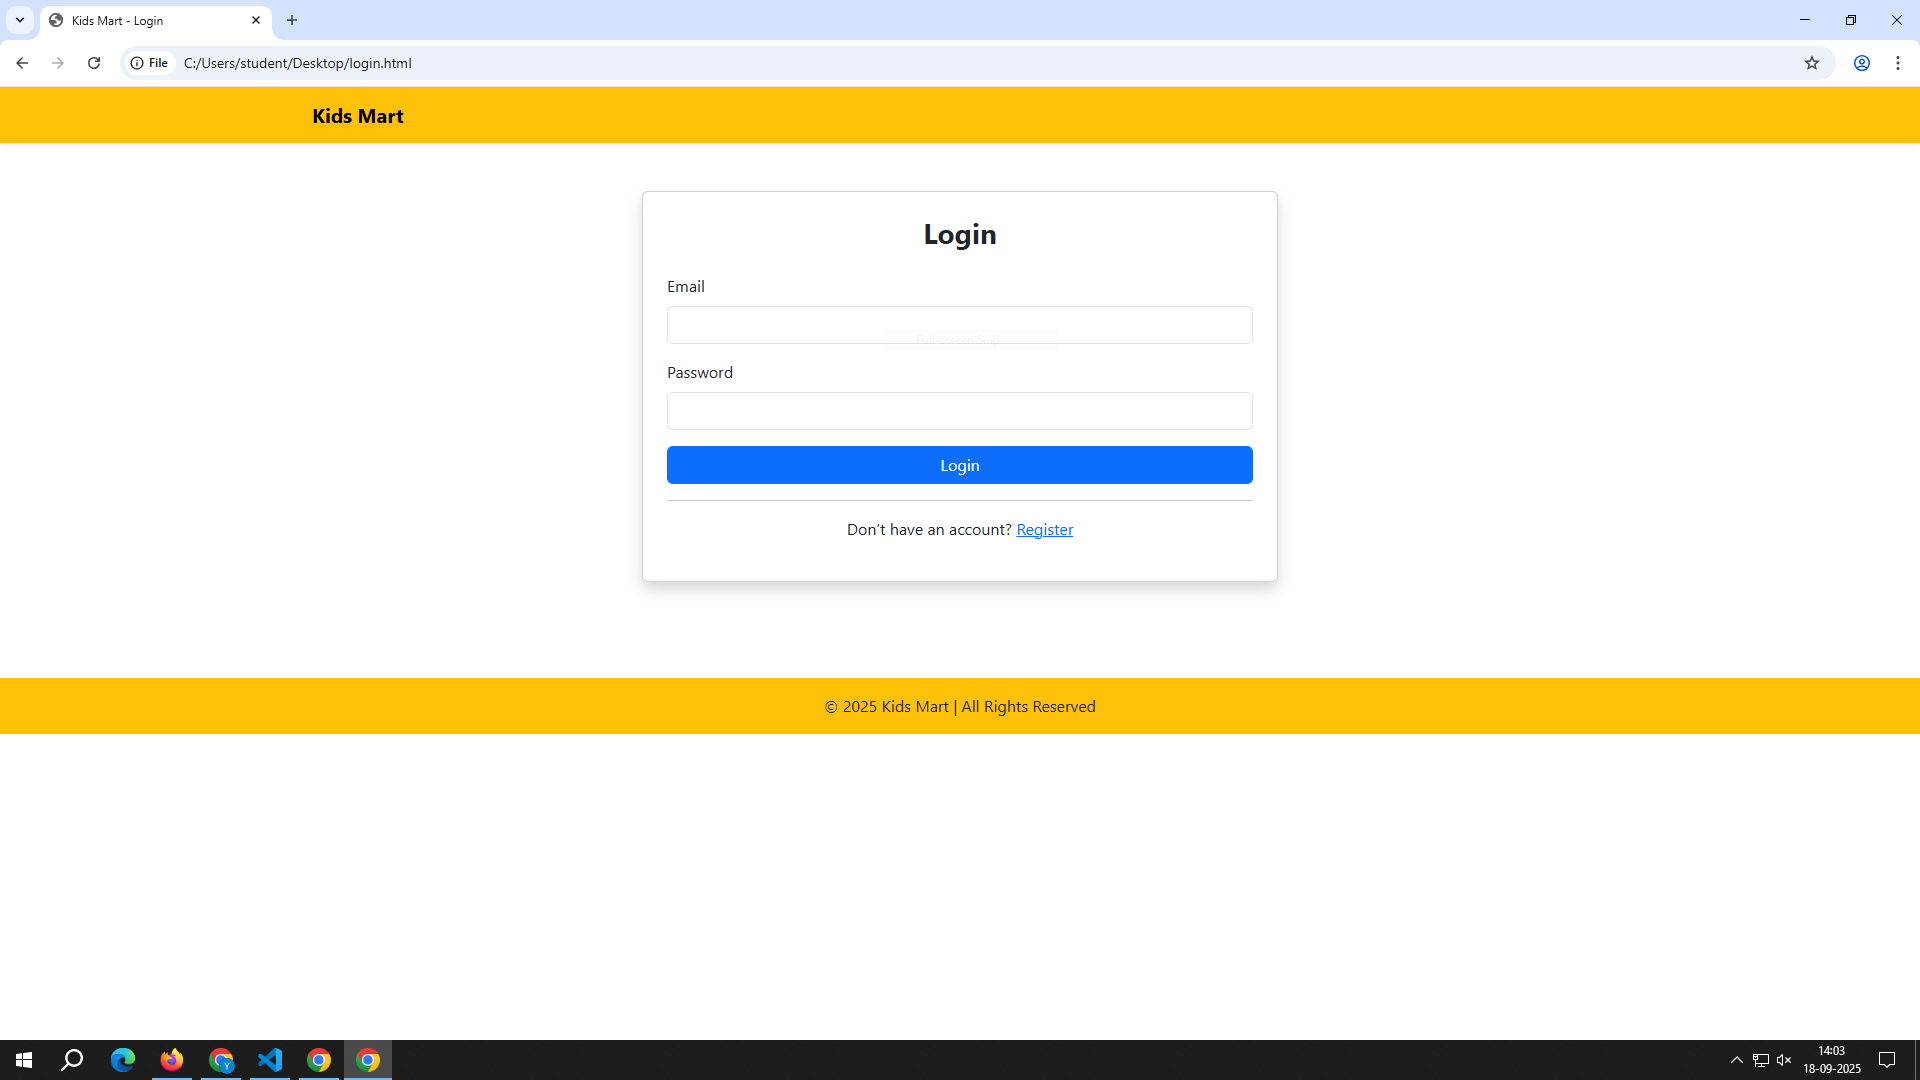 Kids Mart - Login
File
C:/Users/student/Desktop/login.html
Kids Mart
Login
Email
Password
Login
Don't have an account? Register
© 2025 Kids Mart | All Rights Reserved
Y
14:03
18-09-2025